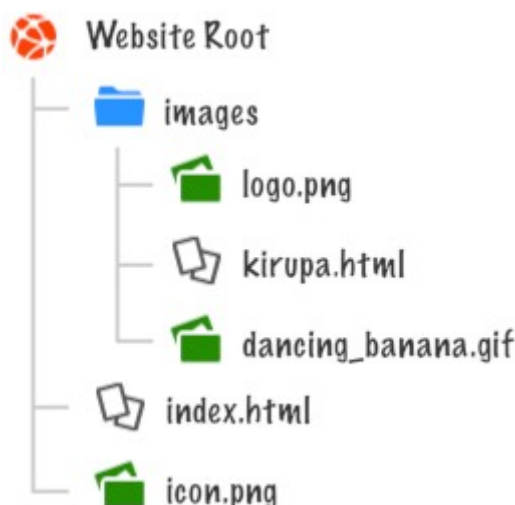 Website Root
images
logo.png
kirupa.html
dancing_banana.gif
index.html
icon.png